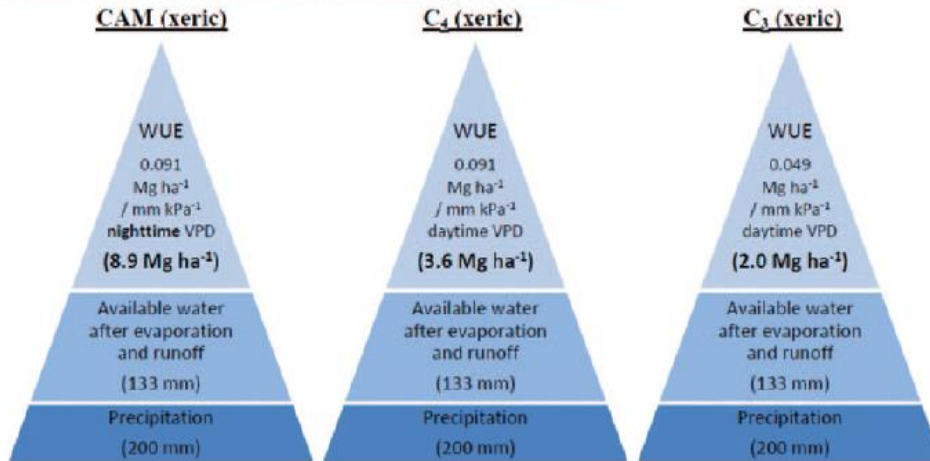 CAM (xeric)
WUE
0.091
Mg ha⁻¹
/ mm kPa⁻¹
nighttime VPD
(8.9 Mg ha⁻¹)
Available water
after evaporation
and runoff
(133 mm)
Precipitation
(200 mm)
C₄ (xeric)
WUE
0.091
Mg ha⁻¹
/ mm kPa⁻¹
daytime VPD
(3.6 Mg ha⁻¹)
Available water
after evaporation
and runoff
(133 mm)
Precipitation
(200 mm)
C₃ (xeric)
WUE
0.049
Mg ha⁻¹
/ mm kPa⁻¹
daytime VPD
(2.0 Mg ha⁻¹)
Available water
after evaporation
and runoff
(133 mm)
Precipitation
(200 mm)